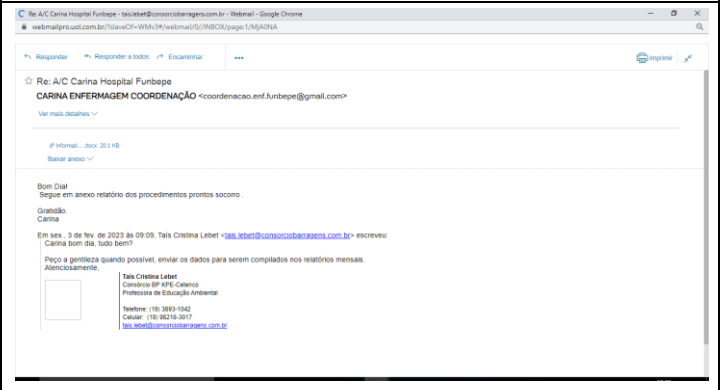 Re: A/C Carina Hospital Funbepe - tais.lebet@consorciobarragens.com.br - Webmail - Google Chrome
webmailpro.uol.com.br/?slaveOf=WMv3#/webmail/0//INBOX/page:1/MjA0NA
Responder Responder a todos Encaminhar ... Imprimir
Re: A/C Carina Hospital Funbepe
CARINA ENFERMAGEM COORDENAÇÃO <coordenacao.enf.funbepe@gmail.com>
Ver mais detalhes
Informati... .docx 20.1 KB
Baixar anexo
Bom Dia!
Segue em anexo relatório dos procedimentos prontos socorro .
Gratidão.
Carina
Em sex., 3 de fev. de 2023 às 09:09, Taís Cristina Lebet <tais.lebet@consorciobarragens.com.br> escreveu:
Carina bom dia, tudo bem?
Peço a gentileza quando possível, enviar os dados para serem compilados nos relatórios mensais.
Atenciosamente,
Taís Cristina Lebet
Consórcio BP KPE-Cetenco
Professora de Educação Ambiental
Telefone: (19) 3893-1042
Celular: (19) 98218-3017
tais.lebet@consorciobarragens.com.br